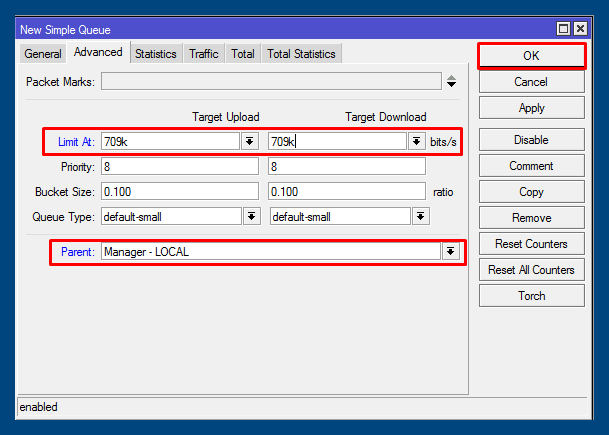 New Simple Queue
General Advanced Statistics Traffic Total Total Statistics
Packet Marks:
Target Upload Target Download
Limit At: 709k 709k bits/s
Priority: 8 8
Bucket Size: 0.100 0.100 ratio
Queue Type: default-small default-small
Parent: Manager - LOCAL
OK
Cancel
Apply
Disable
Comment
Copy
Remove
Reset Counters
Reset All Counters
Torch
enabled